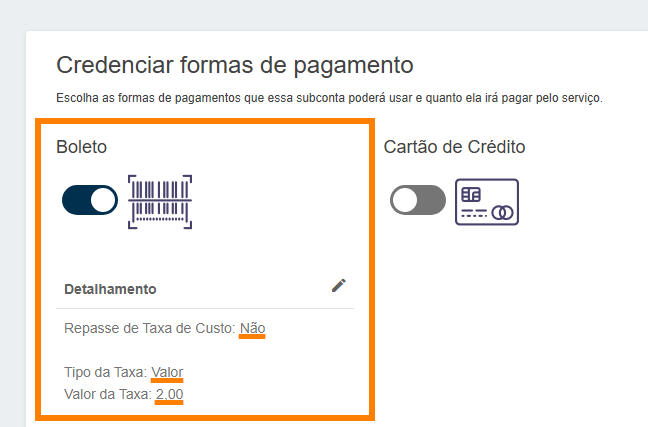 Credenciar formas de pagamento
Escolha as formas de pagamentos que essa subconta poderá usar e quanto ela irá pagar pelo serviço.
Boleto
Cartão de Crédito
Detalhamento
Repasse de Taxa de Custo: Não
Tipo da Taxa: Valor
Valor da Taxa: 2,00